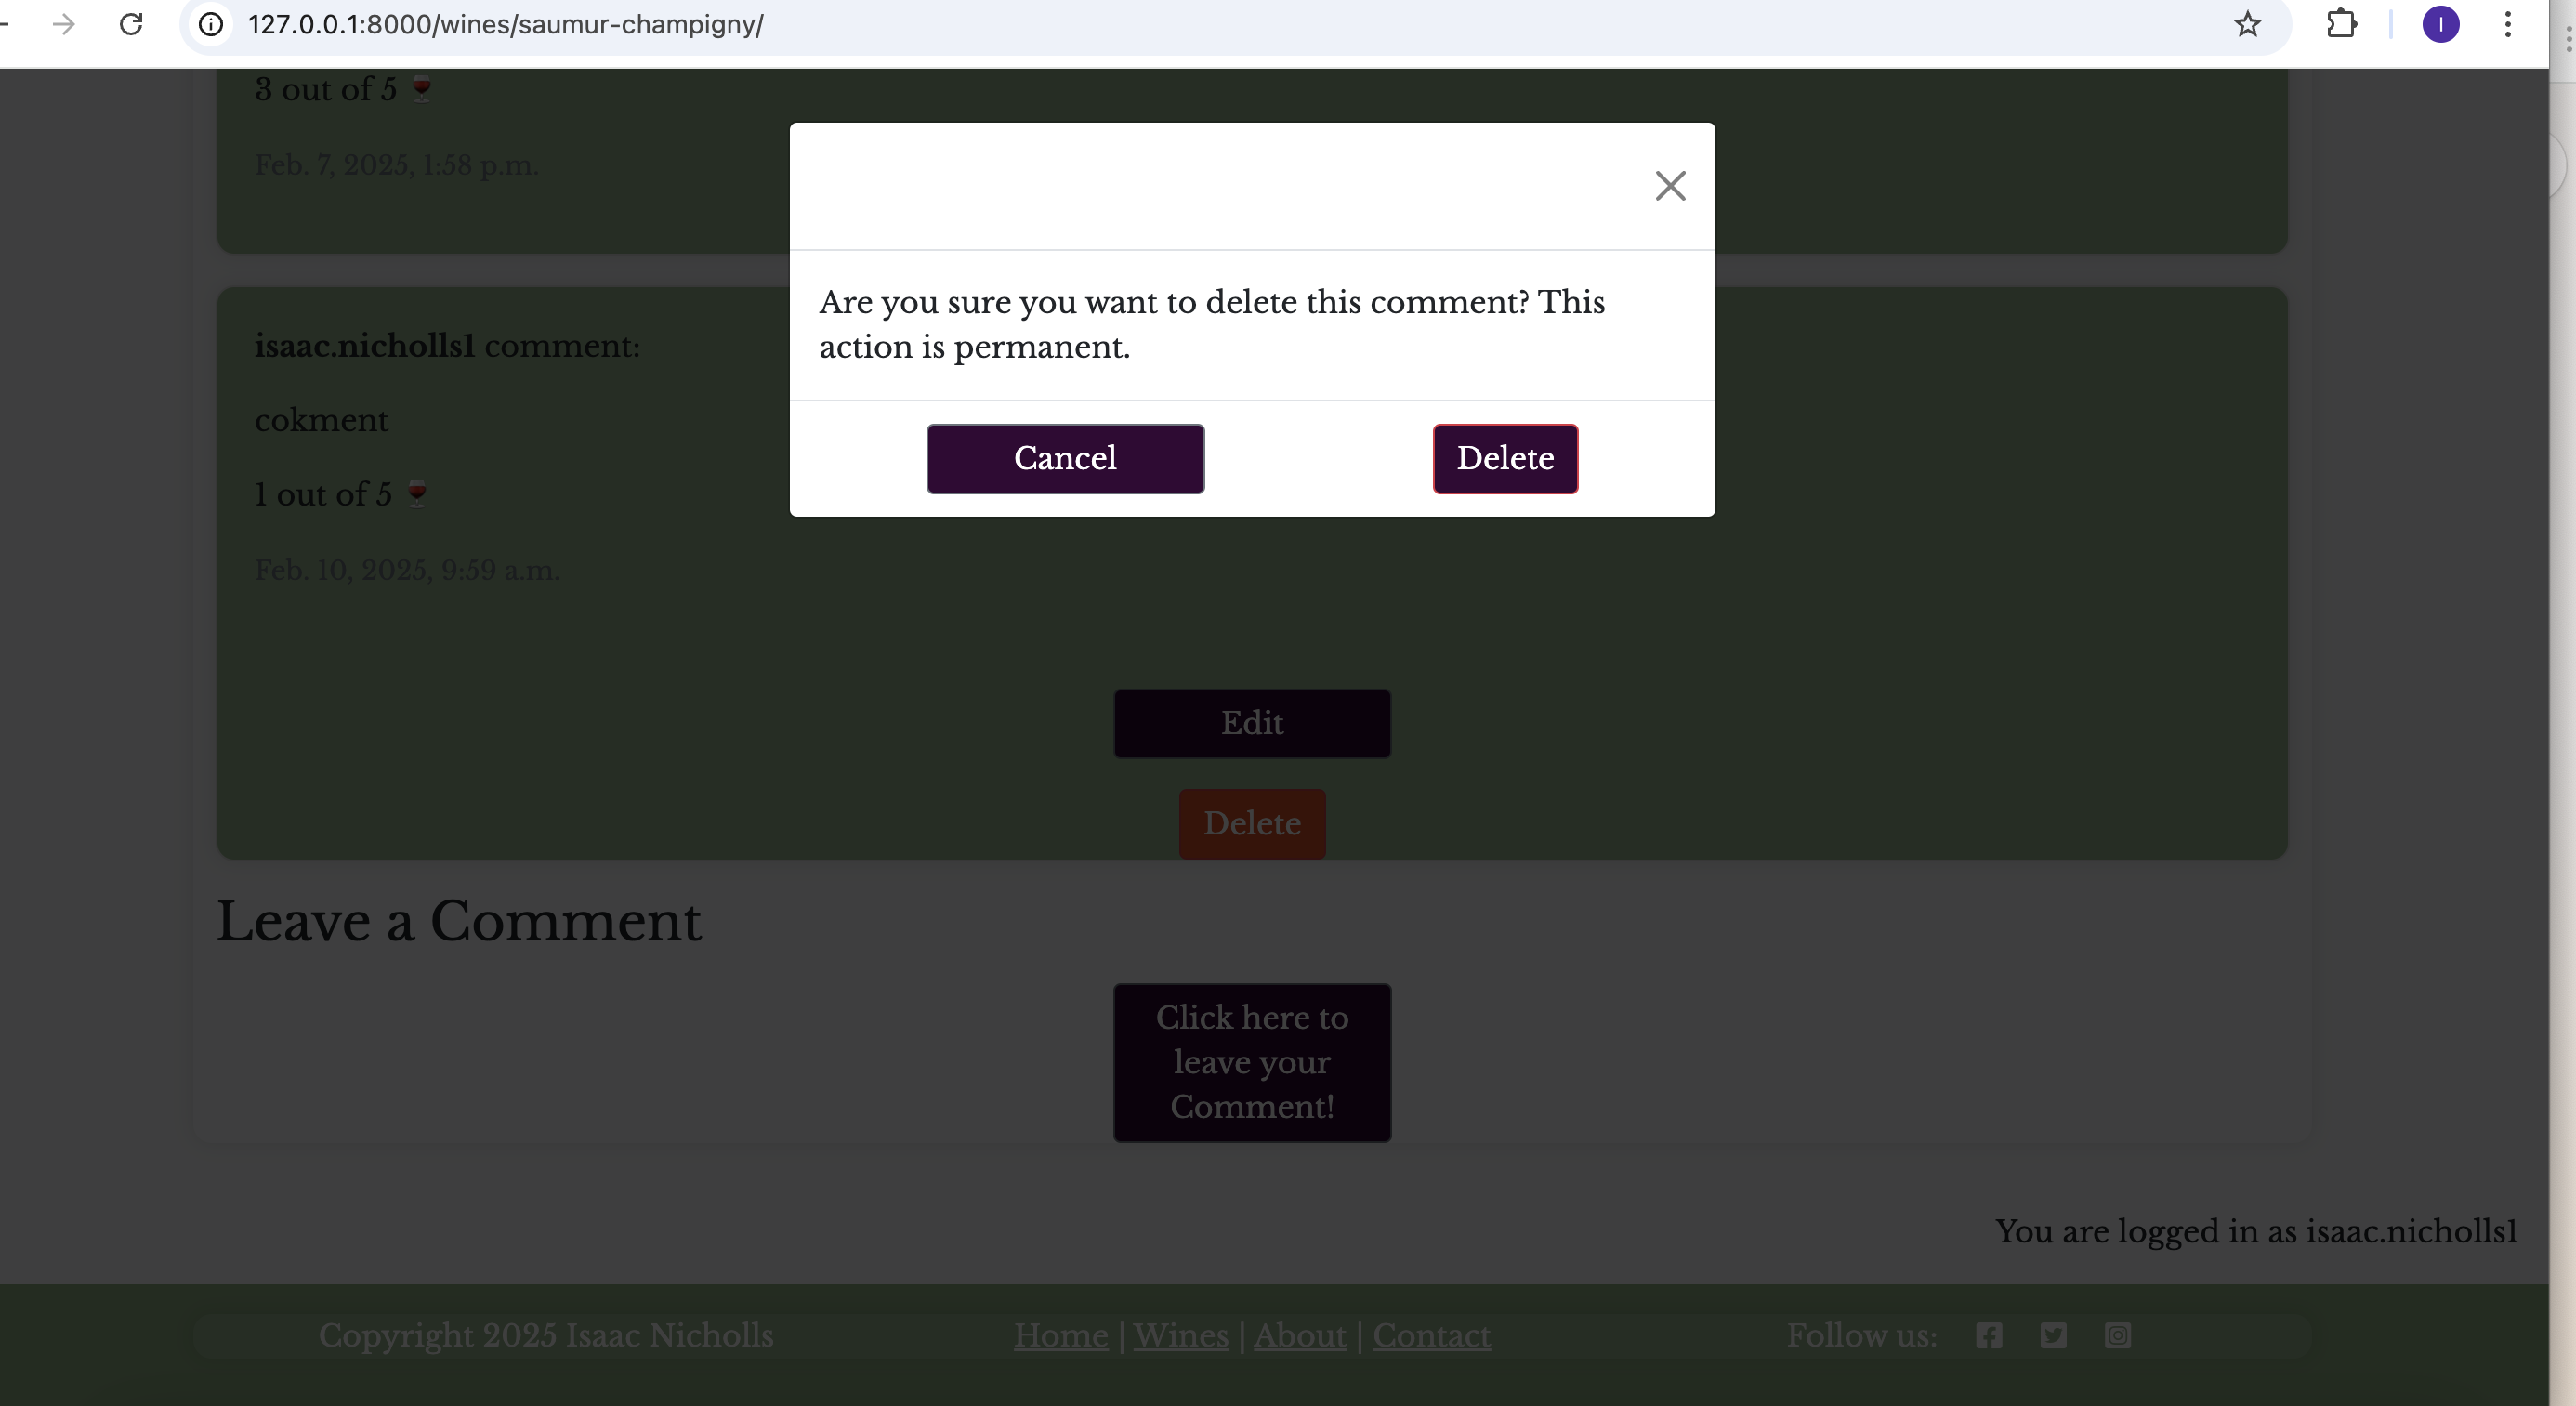 127.0.0.1:8000/wines/saumur-champigny/
I
3 out of 5 🍷
Feb. 7, 2025, 1:58 p.m.
Are you sure you want to delete this comment? This
action is permanent.
Cancel
Delete
isaac.nicholls1 comment:
cokment
1 out of 5 🍷
Feb. 10, 2025, 9:59 a.m.
Edit
Delete
Leave a Comment
Click here to
leave your
Comment!
You are logged in as isaac.nicholls1
Copyright 2025 Isaac Nicholls
Home | Wines | About | Contact
Follow us: